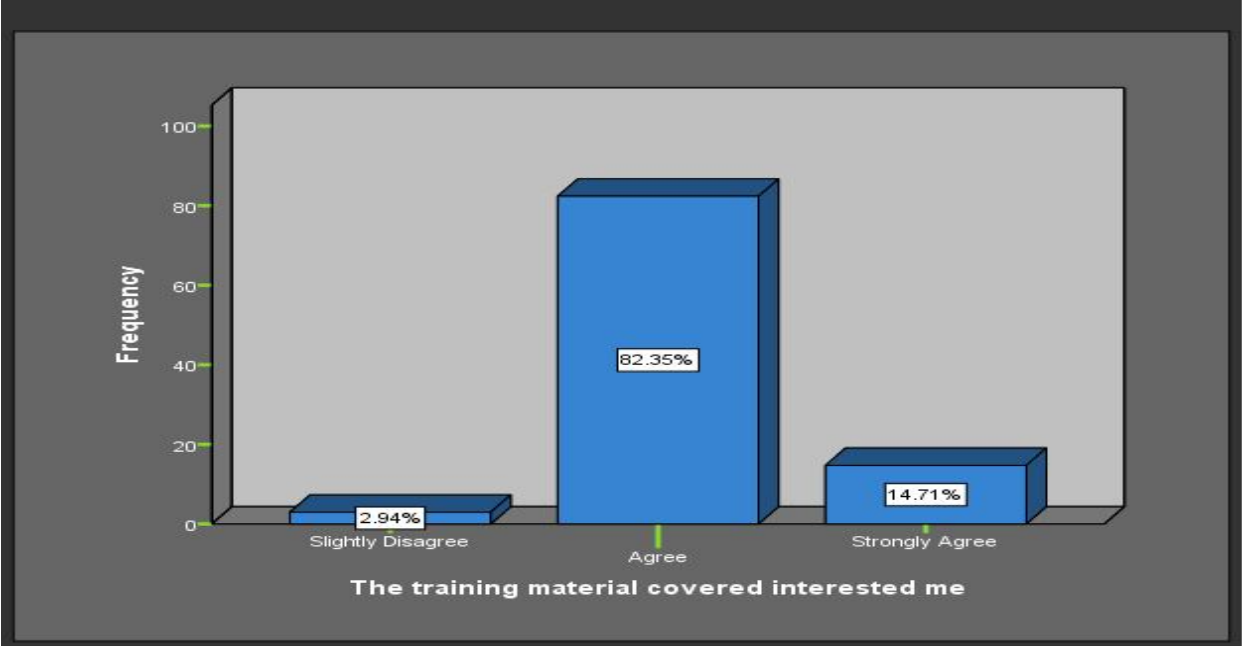 100
80
60
40
20
0
Frequency
82.35%
14.71%
2.94%
Slightly Disagree
Agree
Strongly Agree
The training material covered interested me